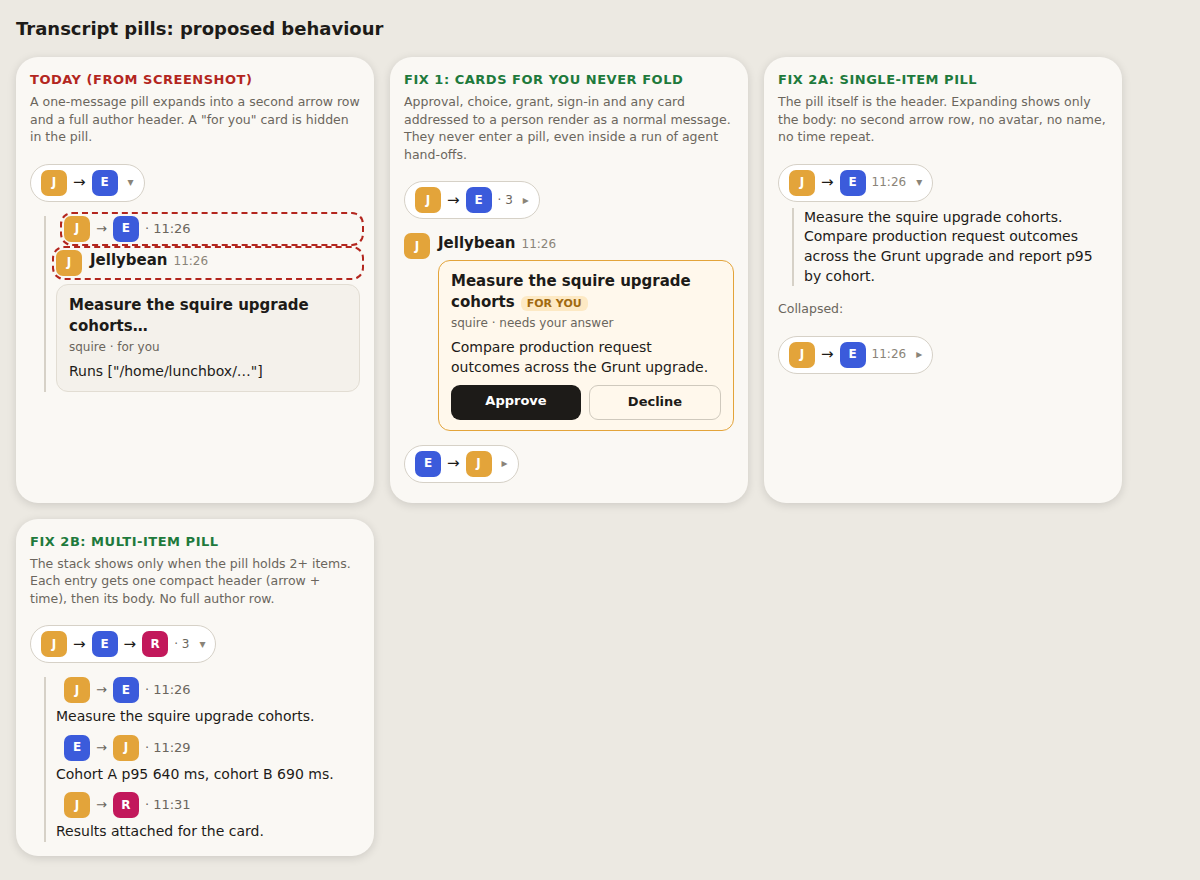 Transcript pills: proposed behaviour
TODAY (FROM SCREENSHOT)
A one-message pill expands into a second arrow row
and a full author header. A "for you" card is hidden
in the pill.
J → E ▾
J → E · 11:26
J Jellybean 11:26
Measure the squire upgrade
cohorts…
squire · for you
Runs ["/home/lunchbox/…"]
FIX 1: CARDS FOR YOU NEVER FOLD
Approval, choice, grant, sign-in and any card
addressed to a person render as a normal message.
They never enter a pill, even inside a run of agent
hand-offs.
J → E · 3 ▸
J Jellybean 11:26
Measure the squire upgrade
cohorts FOR YOU
squire · needs your answer
Compare production request
outcomes across the Grunt upgrade.
Approve Decline
E → J ▸
FIX 2A: SINGLE-ITEM PILL
The pill itself is the header. Expanding shows only
the body: no second arrow row, no avatar, no name,
no time repeat.
J → E 11:26 ▾
Measure the squire upgrade cohorts.
Compare production request outcomes
across the Grunt upgrade and report p95
by cohort.
Collapsed:
J → E 11:26 ▸
FIX 2B: MULTI-ITEM PILL
The stack shows only when the pill holds 2+ items.
Each entry gets one compact header (arrow +
time), then its body. No full author row.
J → E → R · 3 ▾
J → E · 11:26
Measure the squire upgrade cohorts.
E → J · 11:29
Cohort A p95 640 ms, cohort B 690 ms.
J → R · 11:31
Results attached for the card.